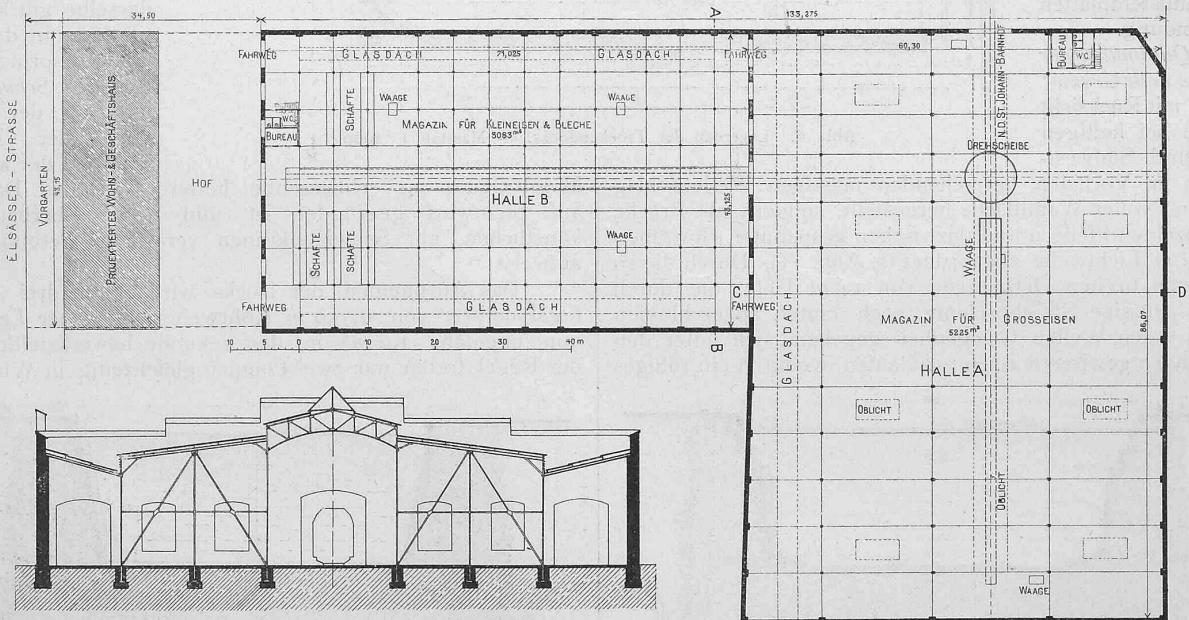 34,50
A
133,275
ELSÄSSER - STRASSE
VORGARTEN
43,15
PROJEKTIERTES WOHN- & GESCHÄFTSHAUS
HOF
FAHRWEG
GLASDACH
71,025
GLASDACH
FAHRWEG
60,30
N. D. ST. JOHANN-BAHNHOF
BUREAU
W.C.
SCHÄFTE
WAAGE
WAAGE
W.C.
BUREAU
MAGAZIN FÜR KLEINEISEN & BLECHE
3063 m²
DREHSCHEIBE
HALLE B
43,125
SCHÄFTE
SCHÄFTE
WAAGE
WAAGE
FAHRWEG
GLASDACH
C
FAHRWEG
D
GLASDACH
MAGAZIN FÜR GROSSEISEN
5225 m²
86,07
10 5 0 10 20 30 40 m
B
HALLE A
OBLICHT
OBLICHT
OBLICHT
WAAGE